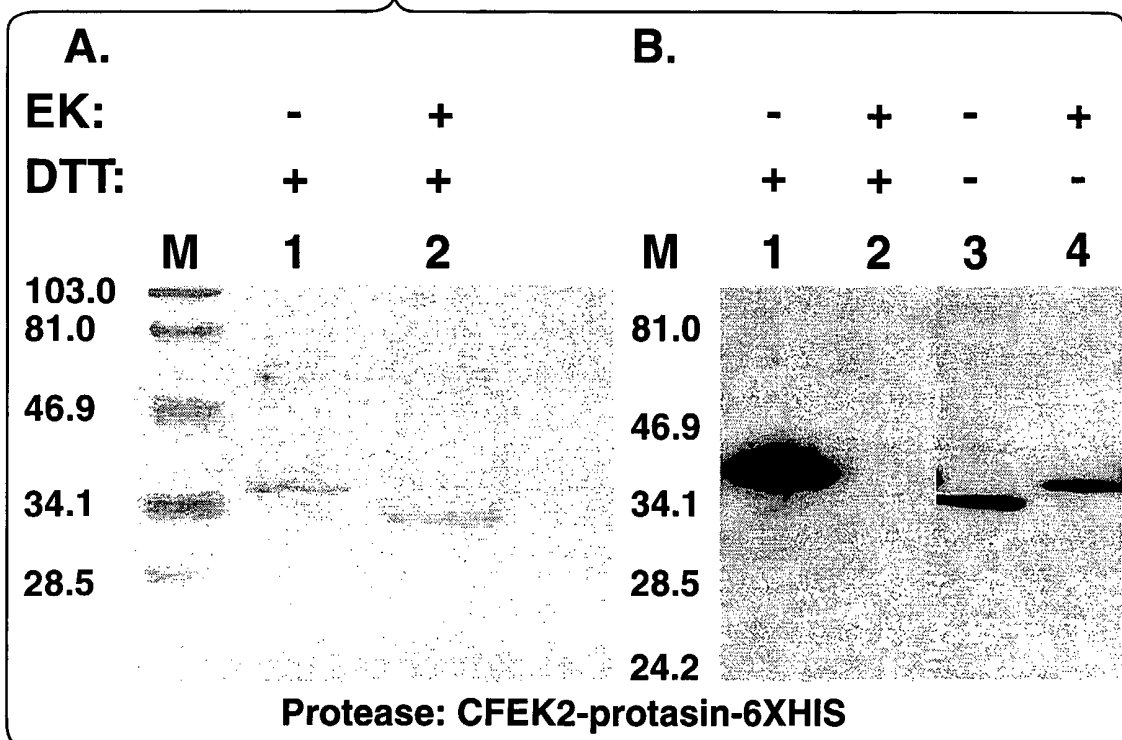 A. B.
EK: - + - + - +
DTT: + + + + - -
M 1 2 M 1 2 3 4
103.0
81.0 81.0
46.9 46.9
34.1 34.1
28.5 28.5
24.2
Protease: CFEK2-protasin-6XHIS